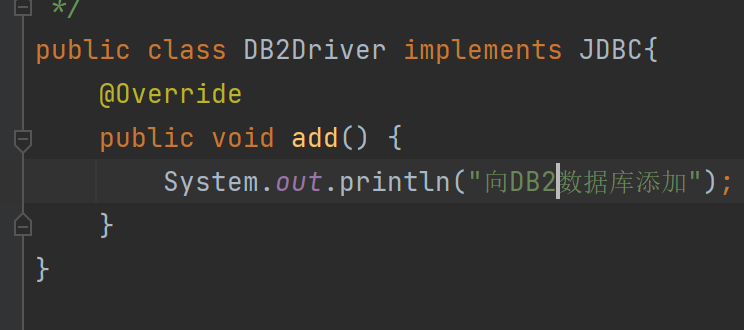 */
public class DB2Driver implements JDBC{
@Override
public void add() {
System.out.println("向DB2数据库添加");
}
}